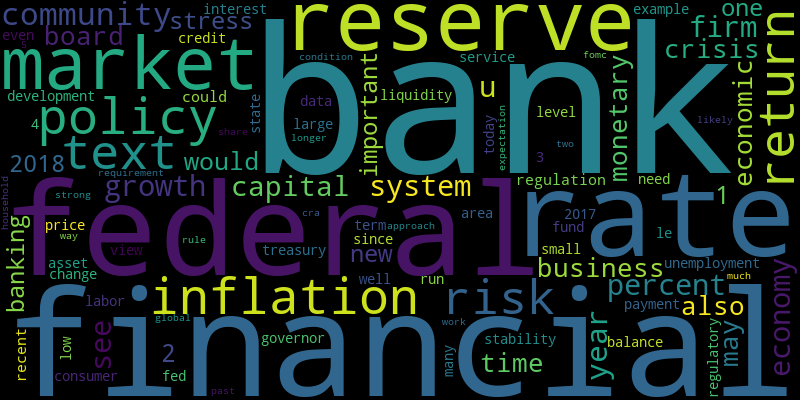 community
stress
interest
reserve
example
one
even
board
credit
firm
s
market
bank
condition
service
fomc
crisis
return
development
could
state
data
important
liquidity
u
monetary
economic
policy
4
share
large
longer
today
expectation
level
likely
text
would
3
two
2018
requirement
household
growth
capital
system
regulation
need
1
strong
federal
rate
price
way
cra
term
approach
area
2017
fund
banking
view
rule
since
new
treasury
small
le
asset
change
well
run
business
unemployment
inflation
risk
percent
economy
labor
payment
also
much
financial
global
work
recent
low
see
2
governor
many
stability
year
balance
regulatory
may
consumer
fed
time
past